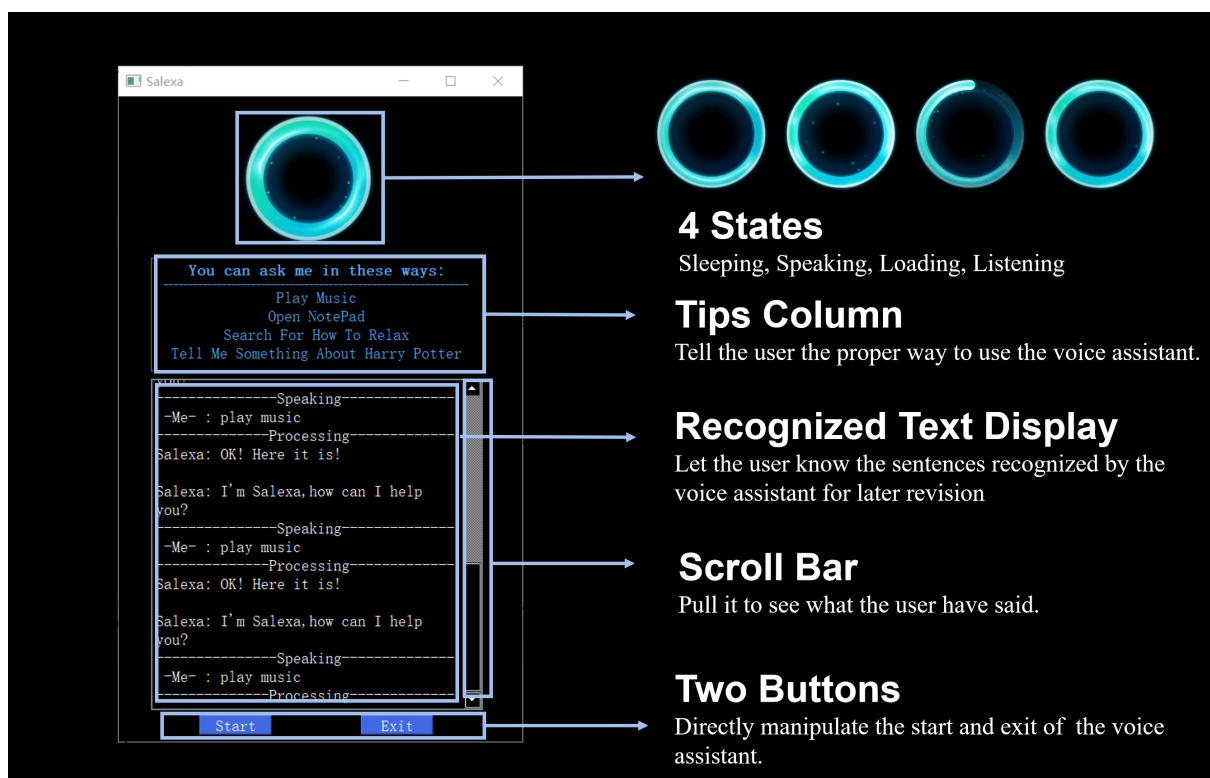 Salexa
You can ask me in these ways:
Play Music
Open NotePad
Search For How To Relax
Tell Me Something About Harry Potter
you?
---------------Speaking--------------
-Me- : play music
--------------Processing-------------
Salexa: OK! Here it is!
Salexa: I'm Salexa,how can I help
you?
---------------Speaking--------------
-Me- : play music
--------------Processing-------------
Salexa: OK! Here it is!
Salexa: I'm Salexa,how can I help
you?
---------------Speaking--------------
-Me- : play music
--------------Processing-------------
Start
Exit
4 States
Sleeping, Speaking, Loading, Listening
Tips Column
Tell the user the proper way to use the voice assistant.
Recognized Text Display
Let the user know the sentences recognized by the
voice assistant for later revision
Scroll Bar
Pull it to see what the user have said.
Two Buttons
Directly manipulate the start and exit of the voice
assistant.